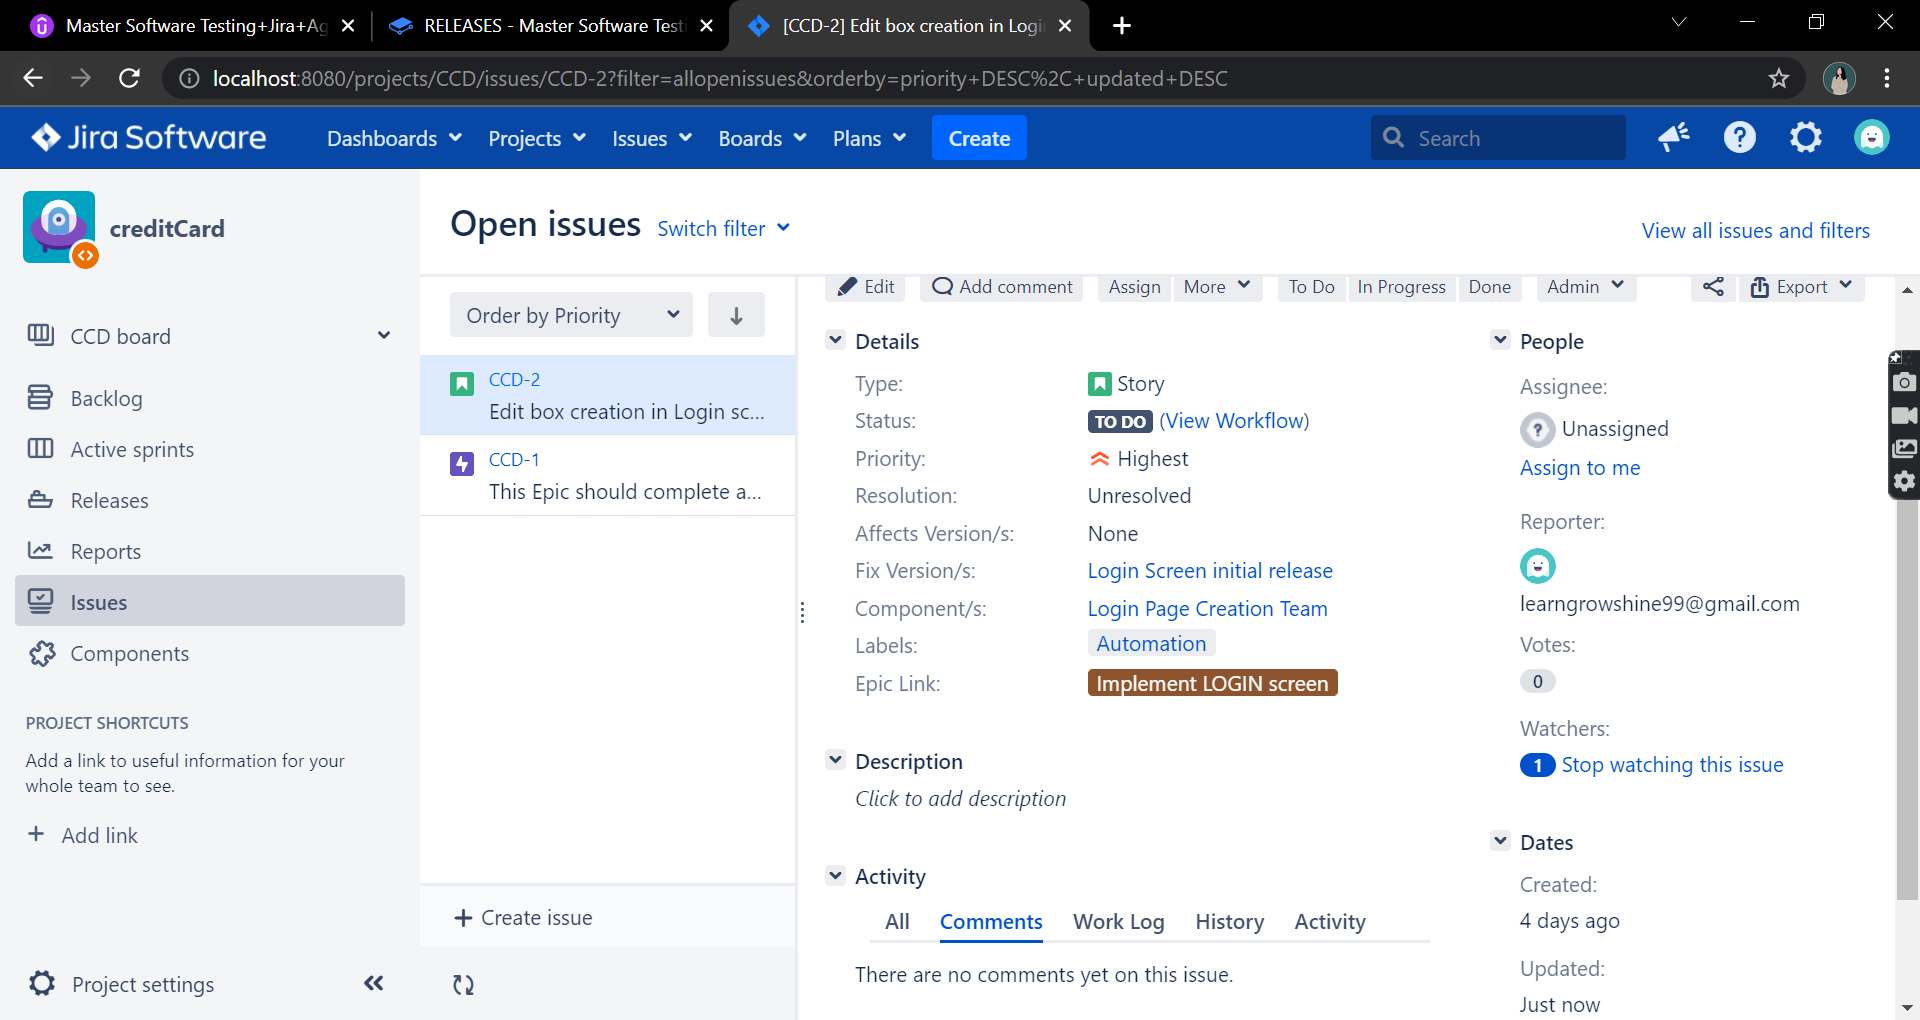 Master Software Testing+Jira+Ag
RELEASES - Master Software Testi
[CCD-2] Edit box creation in Logi
localhost:8080/projects/CCD/issues/CCD-2?filter=allopenissues&orderby=priority+DESC%2C+updated+DESC
Jira Software
Dashboards
Projects
Issues
Boards
Plans
Create
Search
creditCard
CCD board
Backlog
Active sprints
Releases
Reports
Issues
Components
PROJECT SHORTCUTS
Add a link to useful information for your
whole team to see.
+ Add link
Project settings
Open issues
Switch filter
View all issues and filters
Order by Priority
CCD-2
Edit box creation in Login sc...
CCD-1
This Epic should complete a...
+ Create issue
Edit
Add comment
Assign
More
To Do
In Progress
Done
Admin
Export
Details
Type: Story
Status: TO DO (View Workflow)
Priority: Highest
Resolution: Unresolved
Affects Version/s: None
Fix Version/s: Login Screen initial release
Component/s: Login Page Creation Team
Labels: Automation
Epic Link: Implement LOGIN screen
Description
Click to add description
Activity
All
Comments
Work Log
History
Activity
There are no comments yet on this issue.
People
Assignee:
Unassigned
Assign to me
Reporter:
learngrowshine99@gmail.com
Votes:
0
Watchers:
1 Stop watching this issue
Dates
Created:
4 days ago
Updated:
Just now